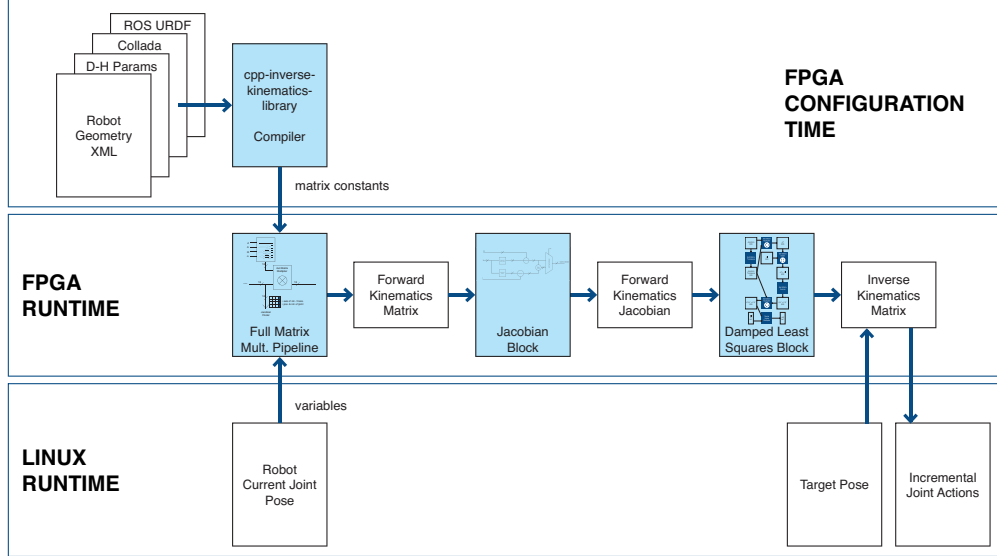 ROS URDF
Collada
D-H Params
Robot
Geometry
XML
cpp-inverse-
kinematics-
library
Compiler
FPGA
CONFIGURATION
TIME
matrix constants
FPGA
RUNTIME
Full Matrix
Mult. Pipeline
Forward
Kinematics
Matrix
Jacobian
Block
Forward
Kinematics
Jacobian
Damped Least
Squares Block
Inverse
Kinematics
Matrix
variables
LINUX
RUNTIME
Robot
Current Joint
Pose
Target Pose
Incremental
Joint Actions